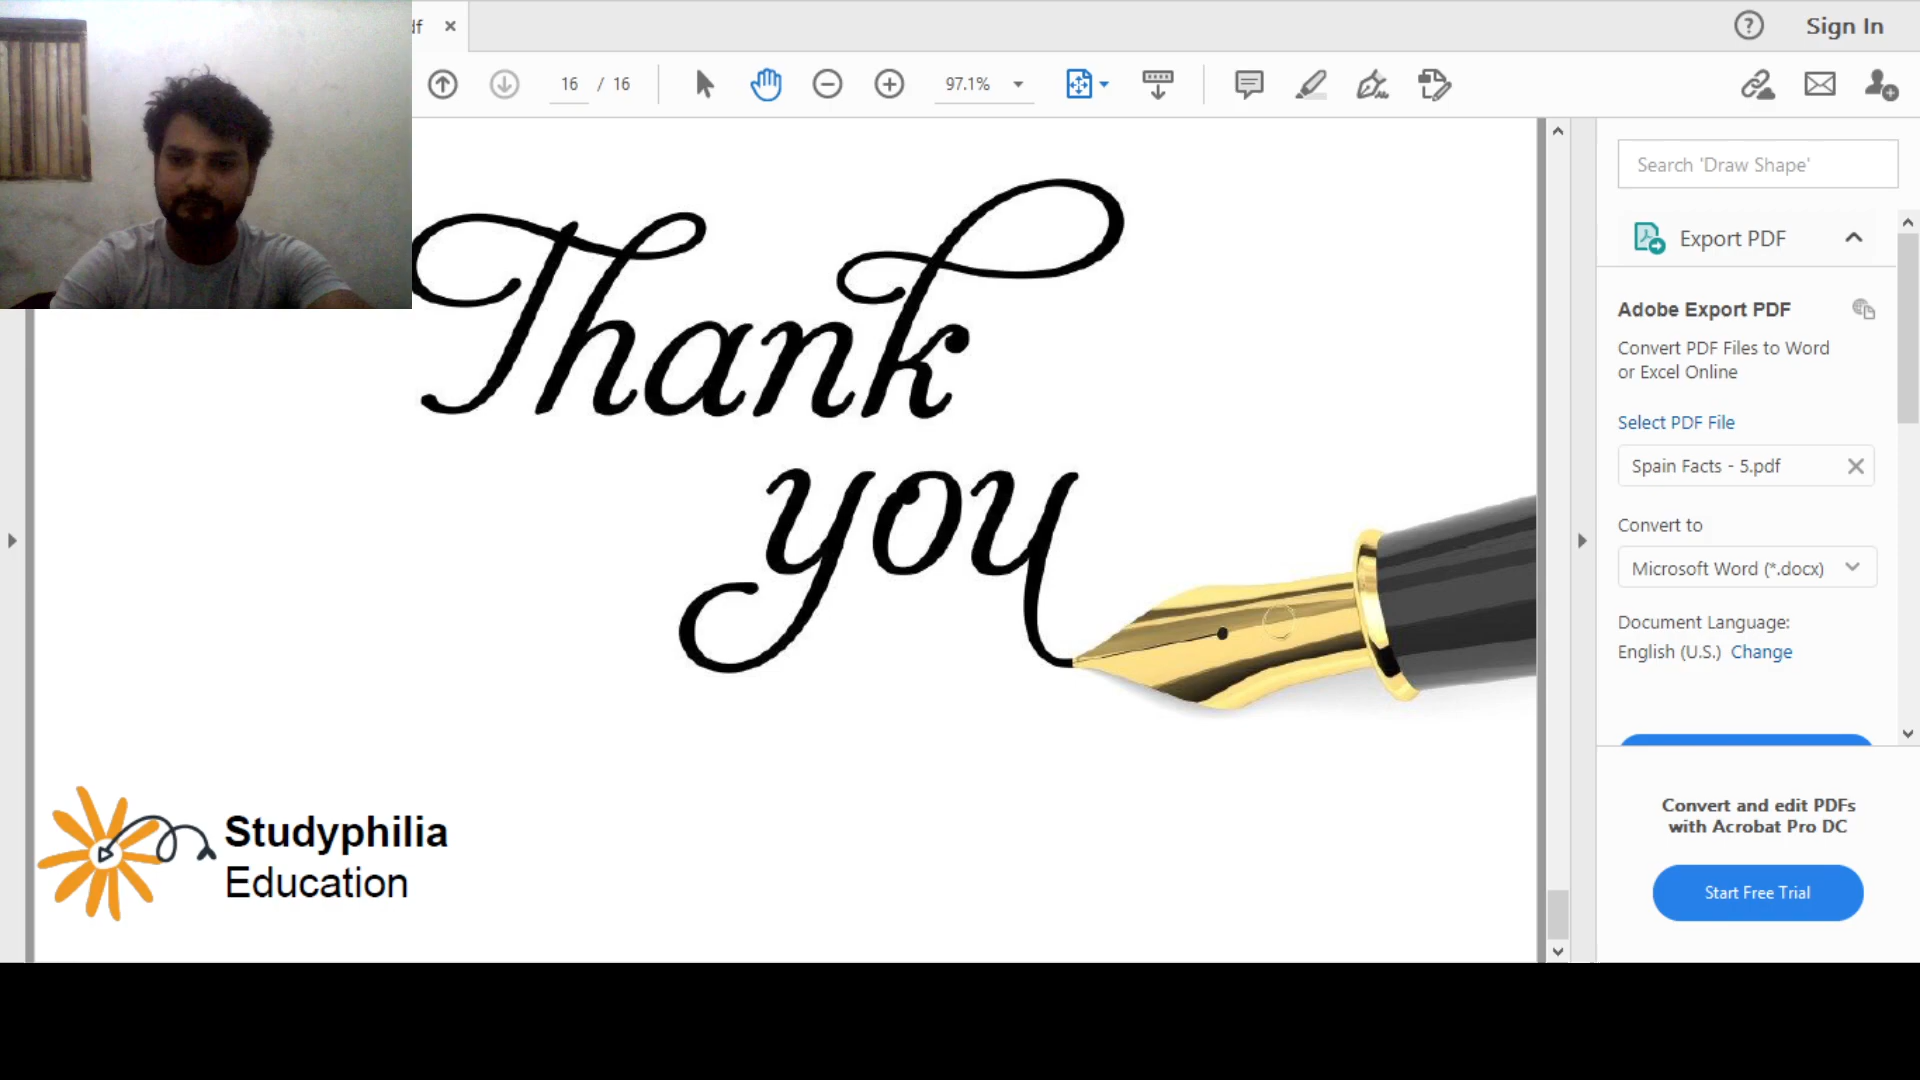 df
Sign In
16 / 16
97.1%
Thank
you
Studyphilia
Education
Search 'Draw Shape'
Export PDF
Adobe Export PDF
Convert PDF Files to Word
or Excel Online
Select PDF File
Spain Facts - 5.pdf
Convert to
Microsoft Word (*.docx)
Document Language:
English (U.S.) Change
Convert and edit PDFs
with Acrobat Pro DC
Start Free Trial